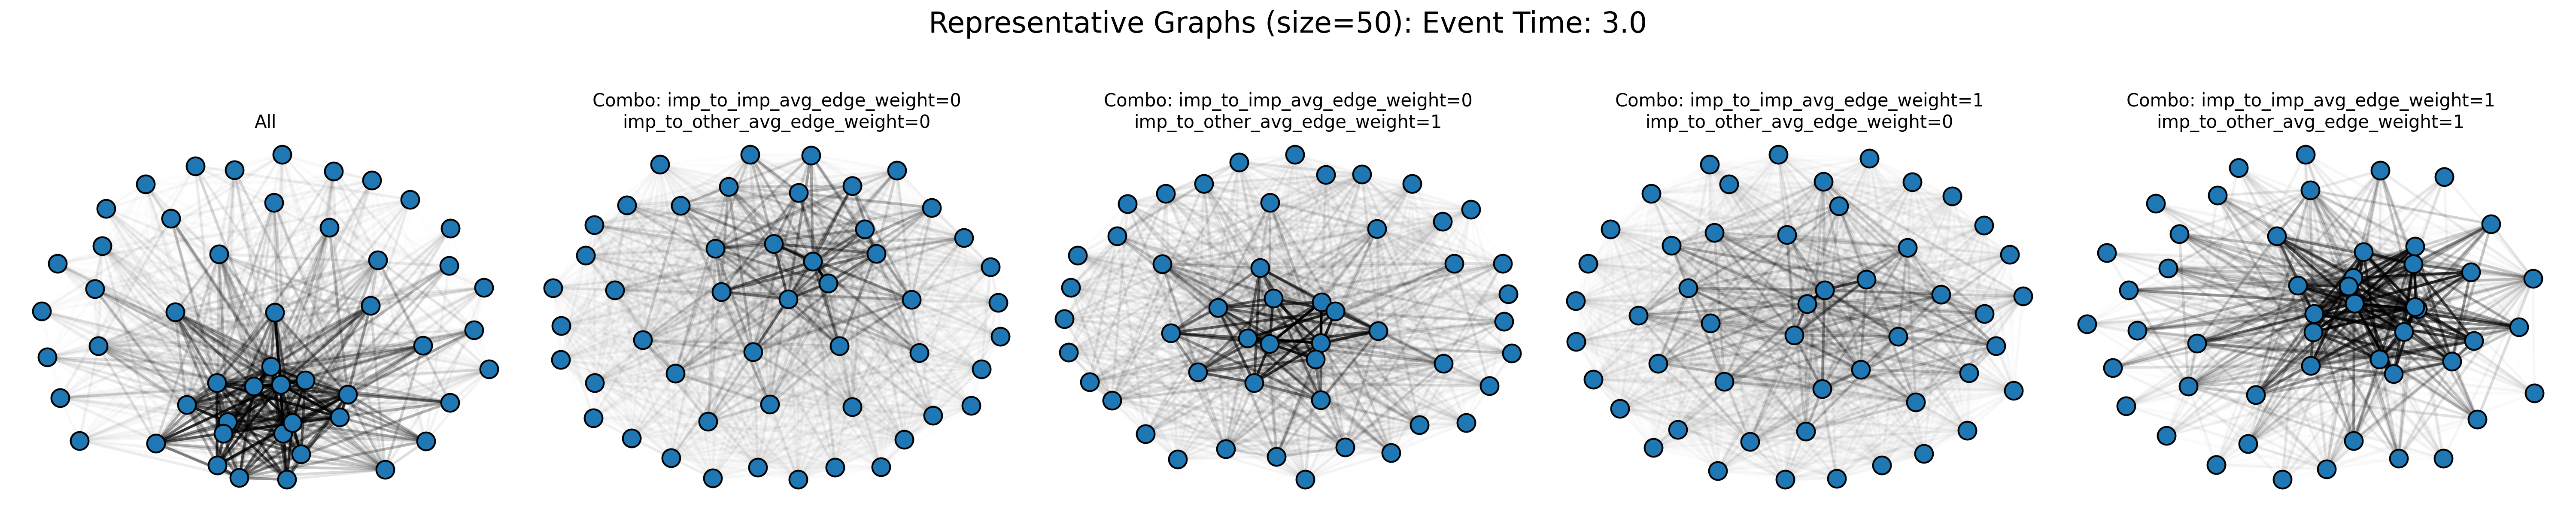 Representative Graphs (size=50): Event Time: 3.0
All
Combo: imp_to_imp_avg_edge_weight=0
imp_to_other_avg_edge_weight=0
Combo: imp_to_imp_avg_edge_weight=0
imp_to_other_avg_edge_weight=1
Combo: imp_to_imp_avg_edge_weight=1
imp_to_other_avg_edge_weight=0
Combo: imp_to_imp_avg_edge_weight=1
imp_to_other_avg_edge_weight=1